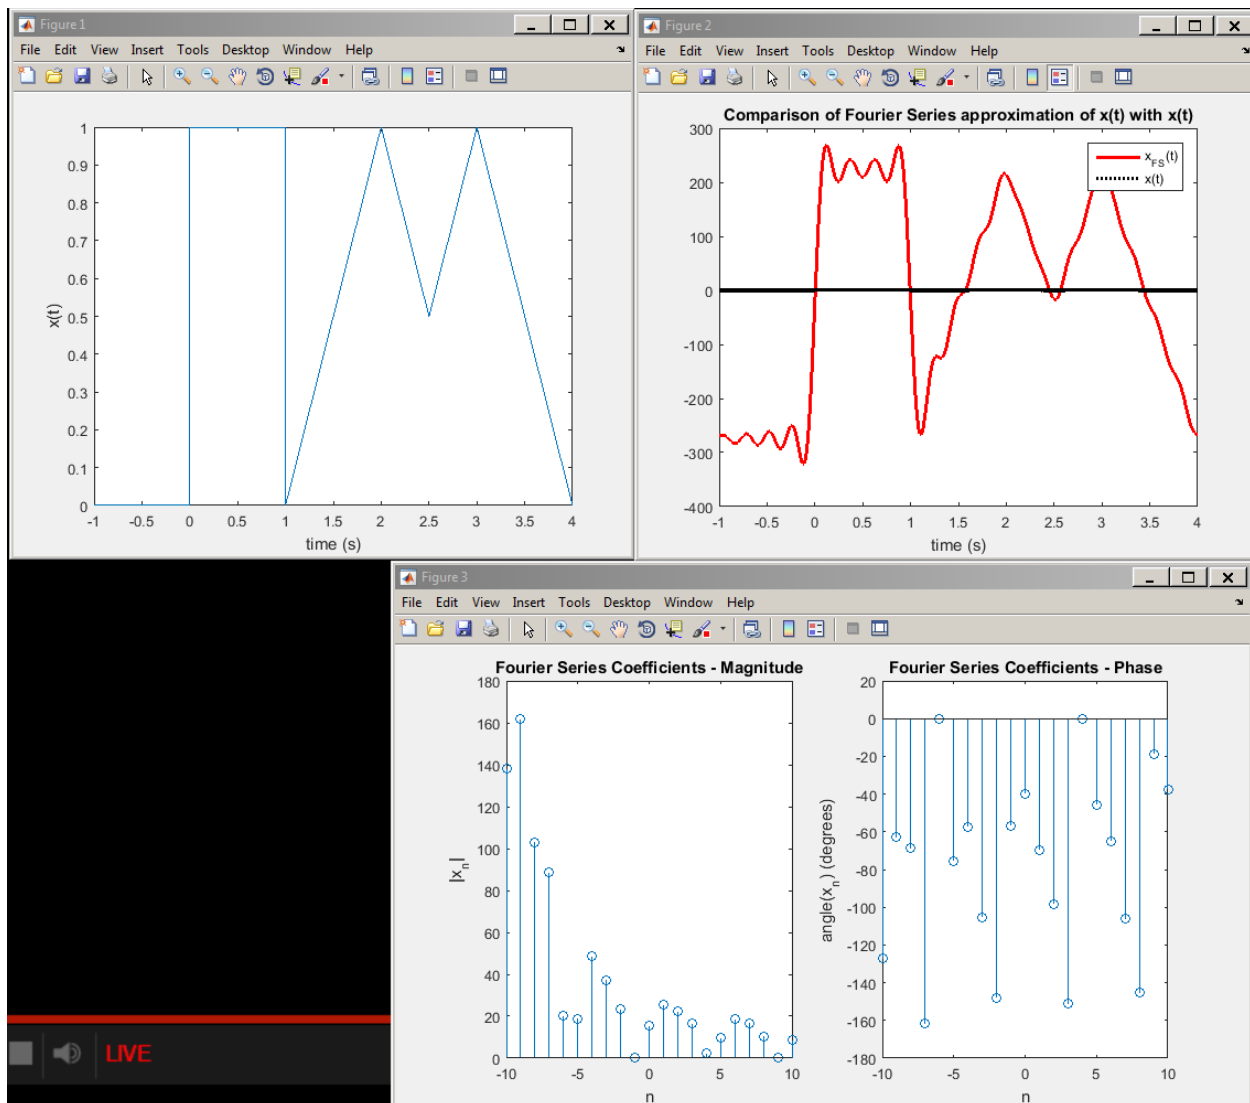 Figure 1
File Edit View Insert Tools Desktop Window Help
1
0.9
0.8
0.7
0.6
0.5
0.4
0.3
0.2
0.1
0
x(t)
-1 -0.5 0 0.5 1 1.5 2 2.5 3 3.5 4
time (s)
Figure 2
File Edit View Insert Tools Desktop Window Help
Comparison of Fourier Series approximation of x(t) with x(t)
300
200
100
0
-100
-200
-300
-400
x_FS(t)
x(t)
-1 -0.5 0 0.5 1 1.5 2 2.5 3 3.5 4
time (s)
Figure 3
File Edit View Insert Tools Desktop Window Help
Fourier Series Coefficients - Magnitude
180
160
140
120
100
80
60
40
20
0
|x_n|
-10 -5 0 5 10
n
Fourier Series Coefficients - Phase
20
0
-20
-40
-60
-80
-100
-120
-140
-160
-180
angle(x_n) (degrees)
-10 -5 0 5 10
n
LIVE